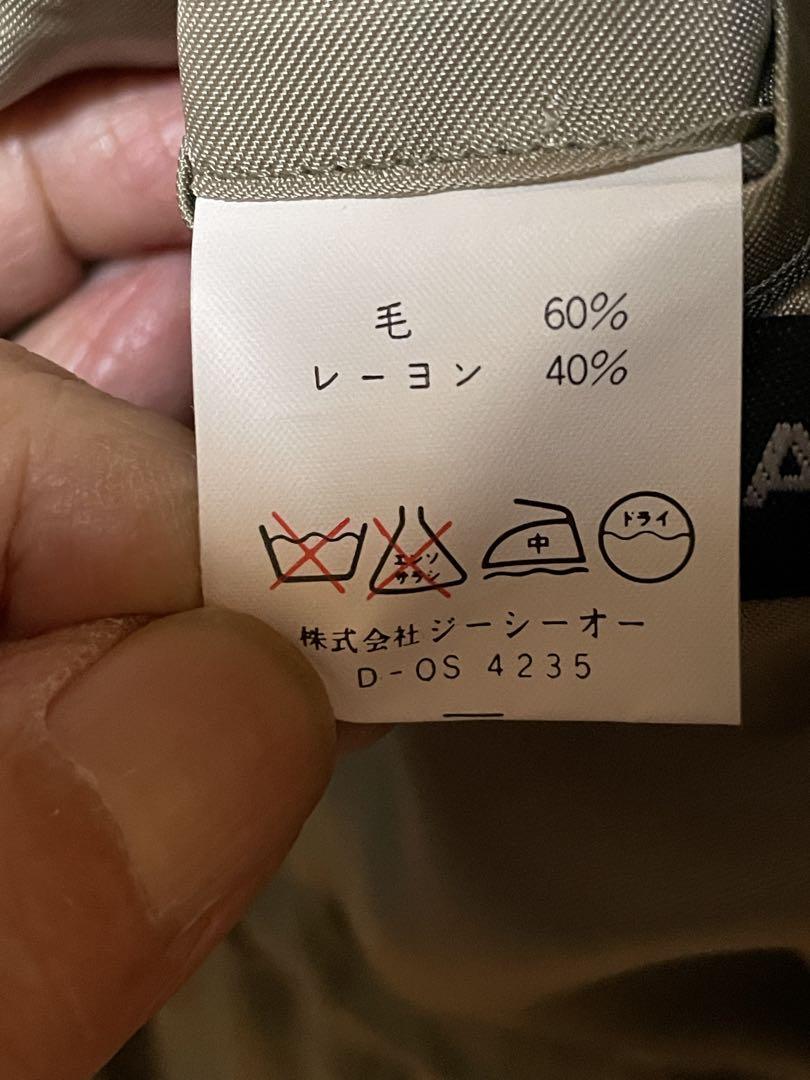 毛 60%
レーヨン 40%
エンソ
サラシ
中
ドライ
株式会社ジーシーオー
D-OS 4235